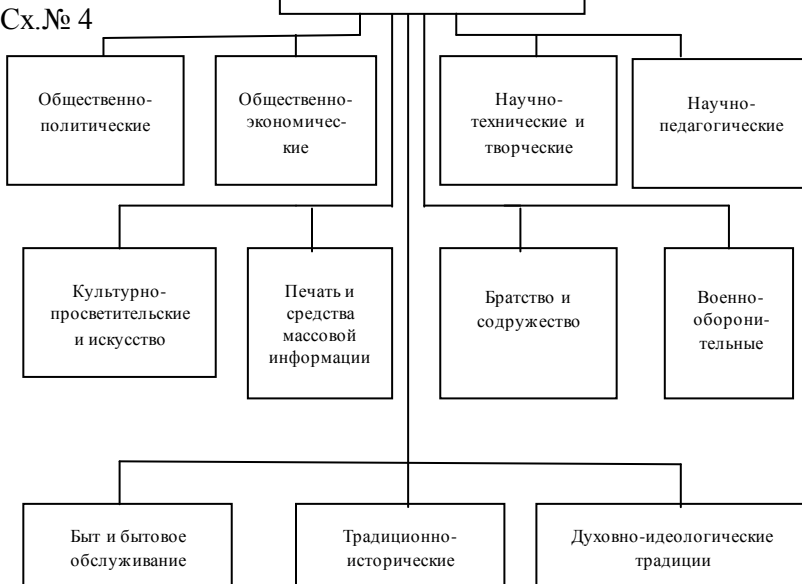 Сх.№ 4
Общественно-
политические
Общественно-
экономичес-
кие
Научно-
технические и
творческие
Научно-
педагогические
Культурно-
просветительские
и искусство
Печать и
средства
массовой
информации
Братство и
содружество
Военно-
оборони-
тельные
Быт и бытовое
обслуживание
Традиционно-
исторические
Духовно-идеологические
традиции